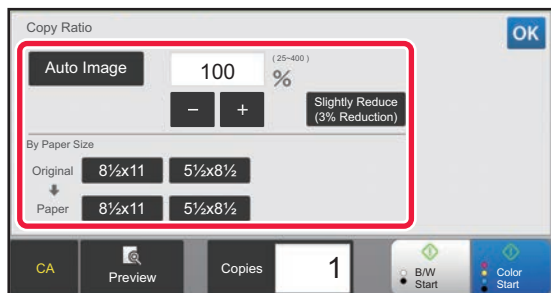 Copy Ratio
OK
Auto Image
100
(25~400)
%
− +
Slightly Reduce
(3% Reduction)
By Paper Size
Original 8½x11 5½x8½
Paper 8½x11 5½x8½
CA
Preview
Copies
1
B/W
Start
Color
Start